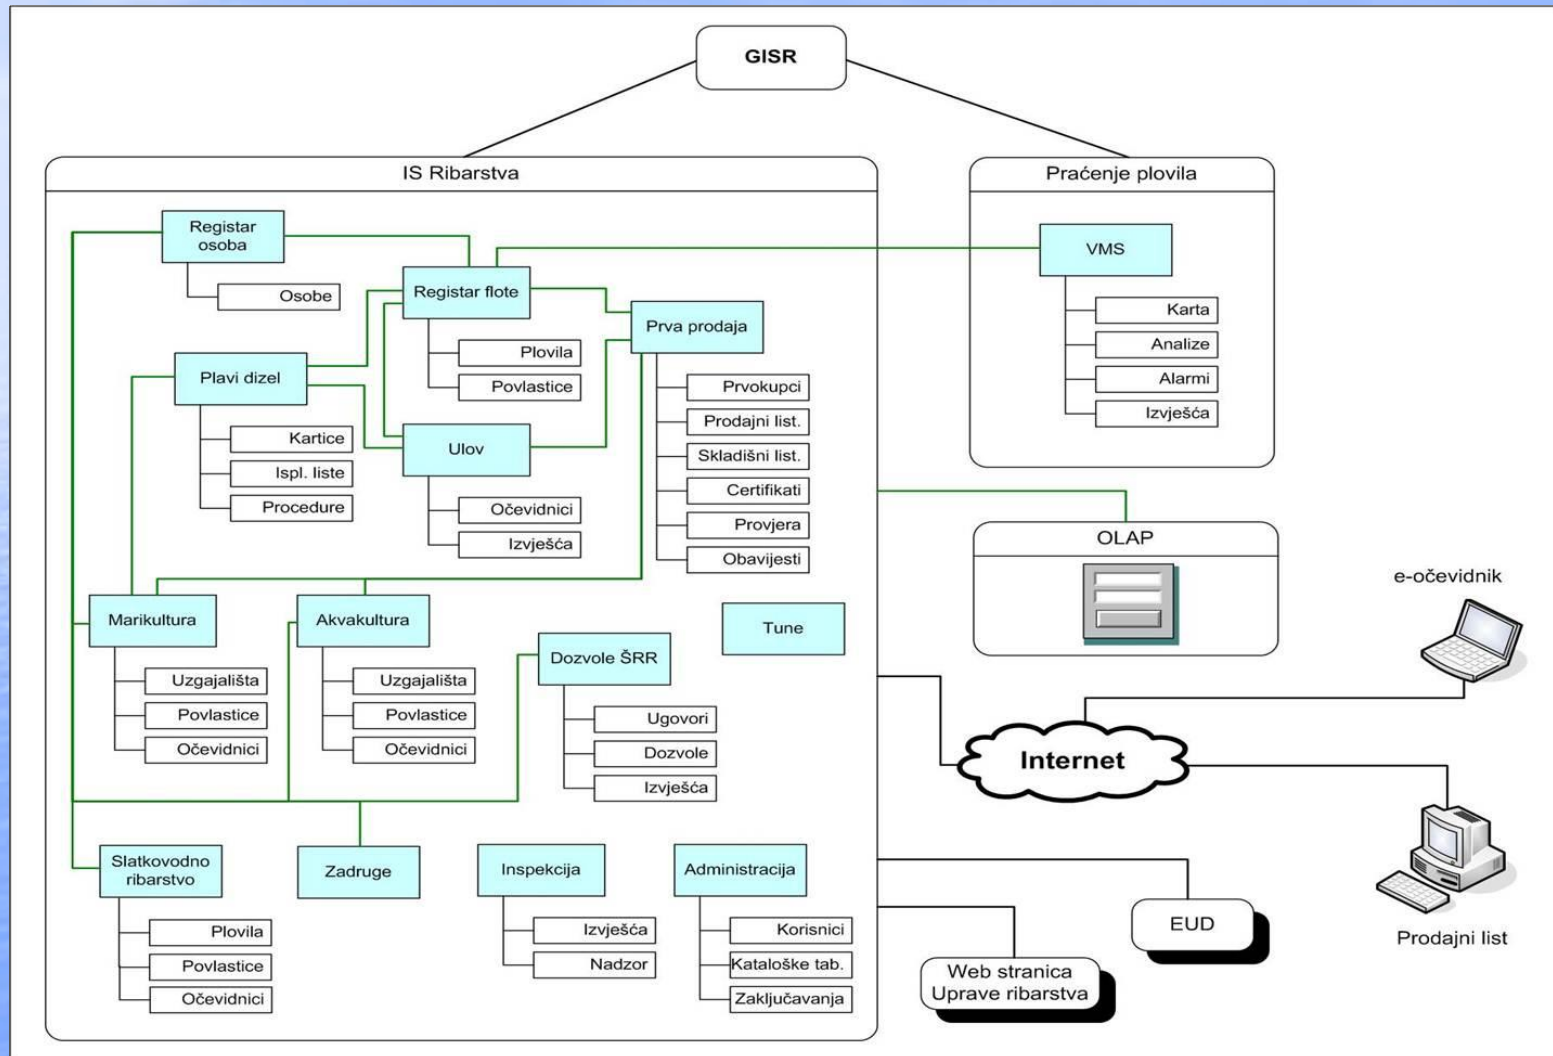 GISR
IS Ribarstva
Registar
osoba
Osobe
Registar flote
Plovila
Povlastice
Prva prodaja
Prvokupci
Prodajni list.
Skladišni list.
Certifikati
Provjera
Obavijesti
Plavi dizel
Kartice
Ispl. liste
Procedure
Ulov
Očevidnici
Izvješća
Marikultura
Uzgajališta
Povlastice
Očevidnici
Akvakultura
Uzgajališta
Povlastice
Očevidnici
Dozvole ŠRR
Ugovori
Dozvole
Izvješća
Tune
Slatkovodno
ribarstvo
Plovila
Povlastice
Očevidnici
Zadruge
Inspekcija
Izvješća
Nadzor
Administracija
Korisnici
Kataloške tab.
Zaključavanja
Praćenje plovila
VMS
Karta
Analize
Alarmi
Izvješća
OLAP
e-očevidnik
Internet
Prodajni list
EUD
Web stranica
Uprave ribarstva